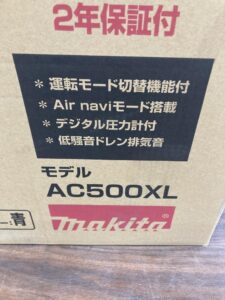 2年保証付
* 運転モード切替機能付
* Air naviモード搭載
* デジタル圧力計付
* 低騒音ドレン排気音
モデル
AC500XL
makita
青